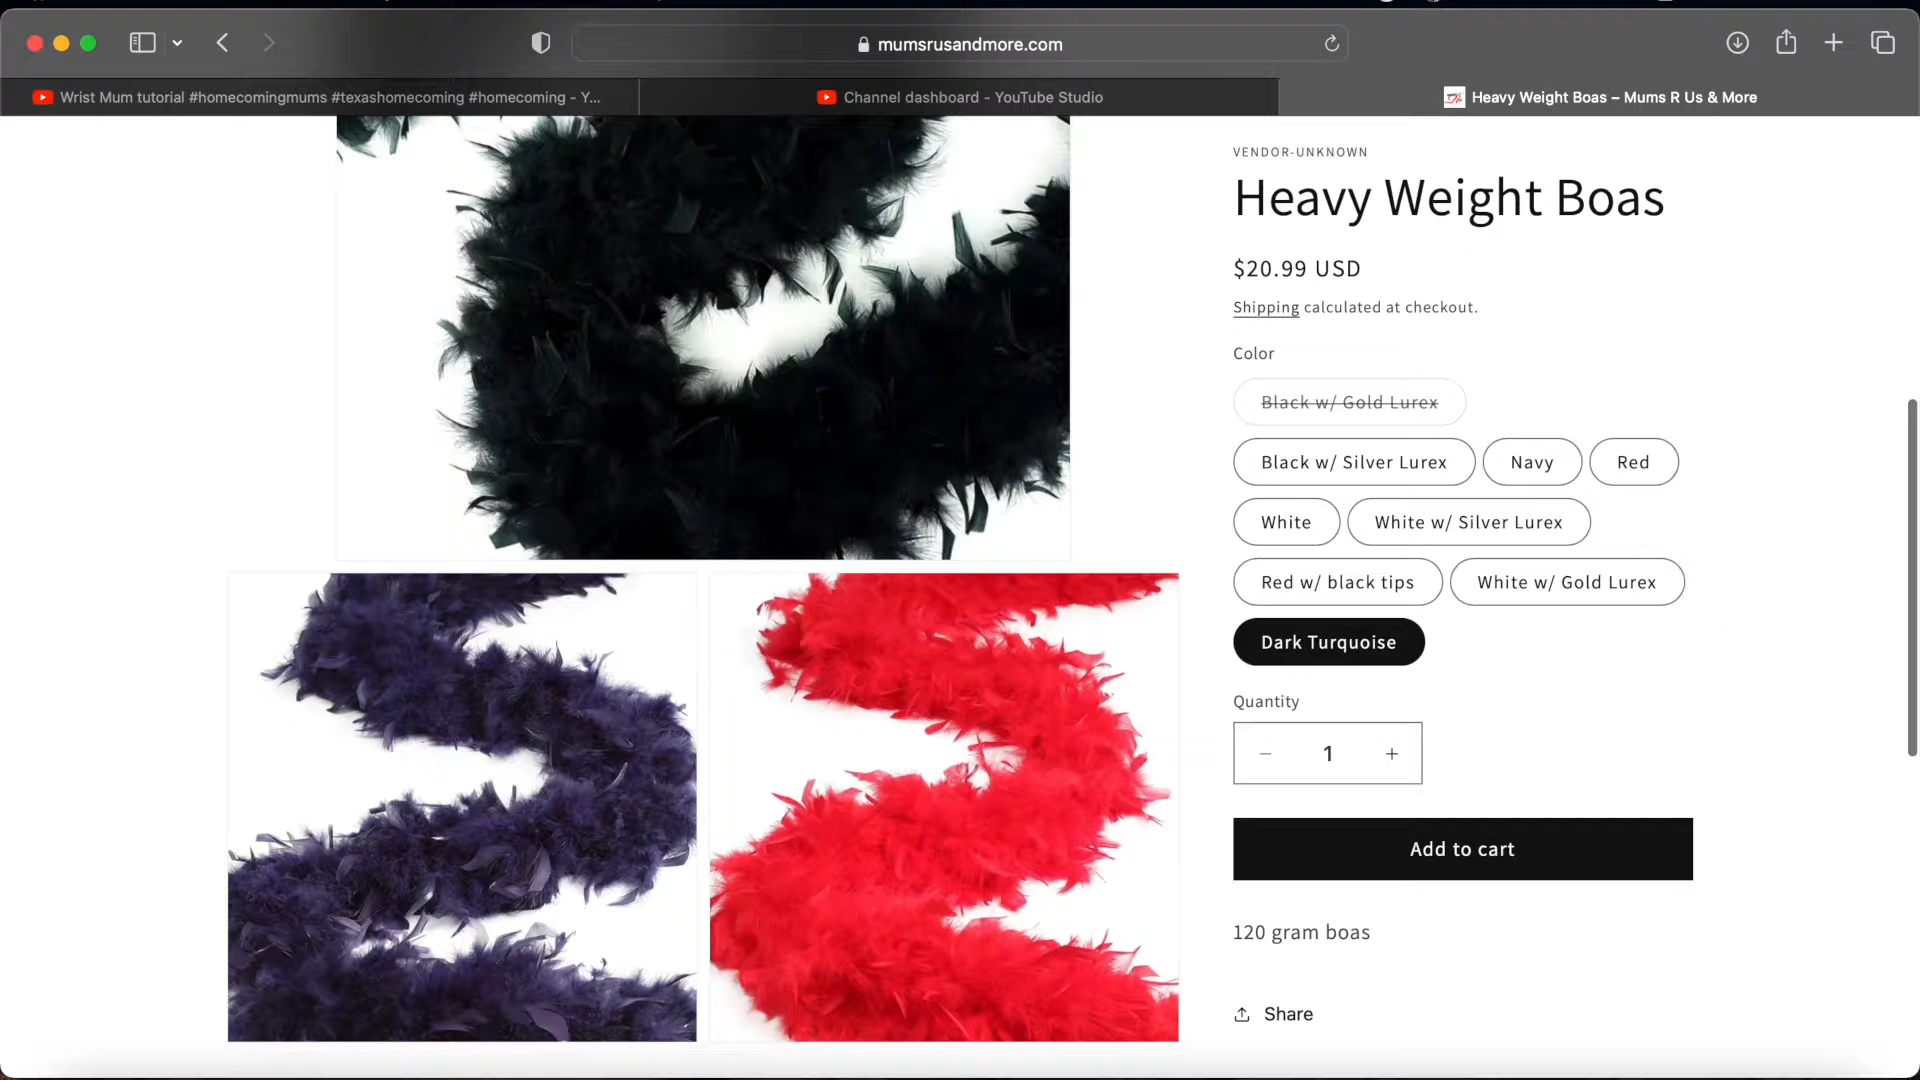 mumsrusandmore.com
Wrist Mum tutorial #homecomingmums #texashomecoming #homecoming - Y...
Channel dashboard - YouTube Studio
Heavy Weight Boas – Mums R Us & More
VENDOR-UNKNOWN
Heavy Weight Boas
$20.99 USD
Shipping calculated at checkout.
Color
Black w/ Gold Lurex
Black w/ Silver Lurex
Navy
Red
White
White w/ Silver Lurex
Red w/ black tips
White w/ Gold Lurex
Dark Turquoise
Quantity
1
Add to cart
120 gram boas
Share